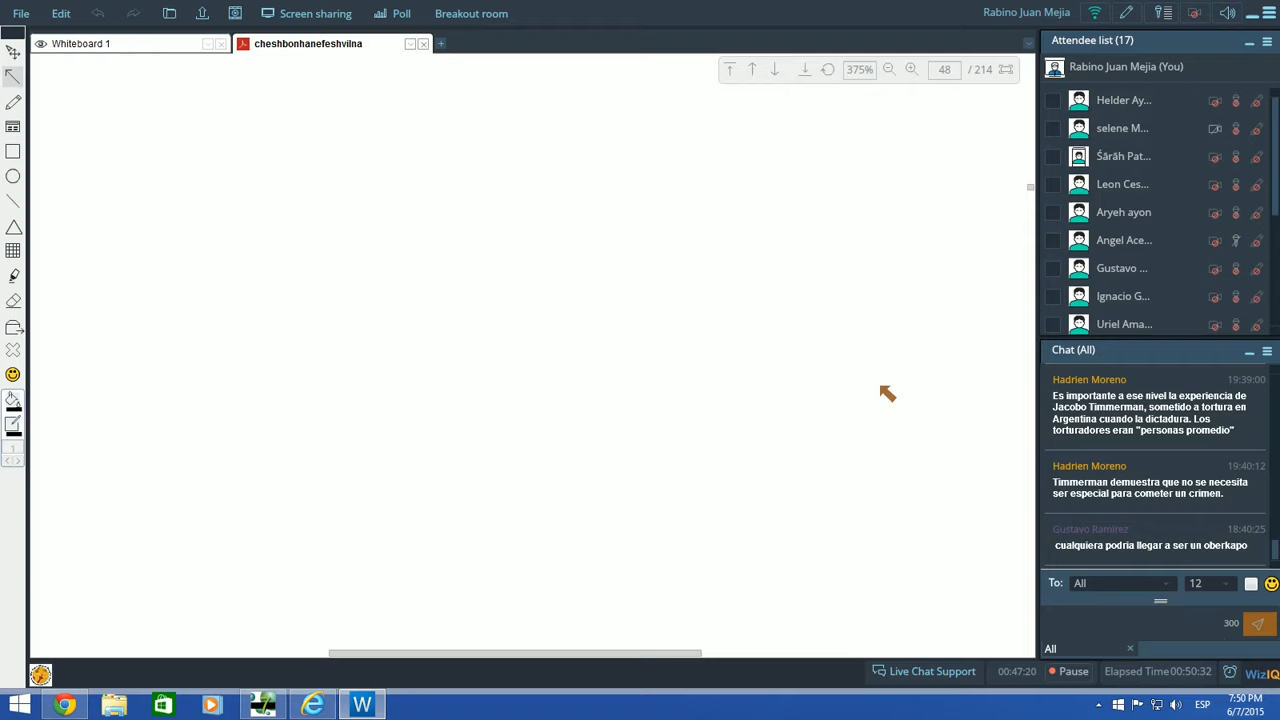 File Edit Screen sharing Poll Breakout room Rabino Juan Mejia
Whiteboard 1 cheshbonhanefeshvilna
375% 48 / 214
Attendee list (17)
Rabino Juan Mejia (You)
Helder Ay...
selene M...
Śārāh Pat...
Leon Ces...
Aryeh ayon
Angel Ace...
Gustavo ...
Ignacio G...
Uriel Ama...
Chat (All)
Hadrien Moreno 19:39:00
Es importante a ese nivel la experiencia de
Jacobo Timmerman, sometido a tortura en
Argentina cuando la dictadura. Los
torturadores eran "personas promedio"
Hadrien Moreno 19:40:12
Timmerman demuestra que no se necesita
ser especial para cometer un crimen.
Gustavo Ramirez 18:40:25
cualquiera podria llegar a ser un oberkapo
To: All 12
300
All
1
Live Chat Support 00:47:20 Pause Elapsed Time 00:50:32 WizIQ
ESP 7:50 PM
6/7/2015